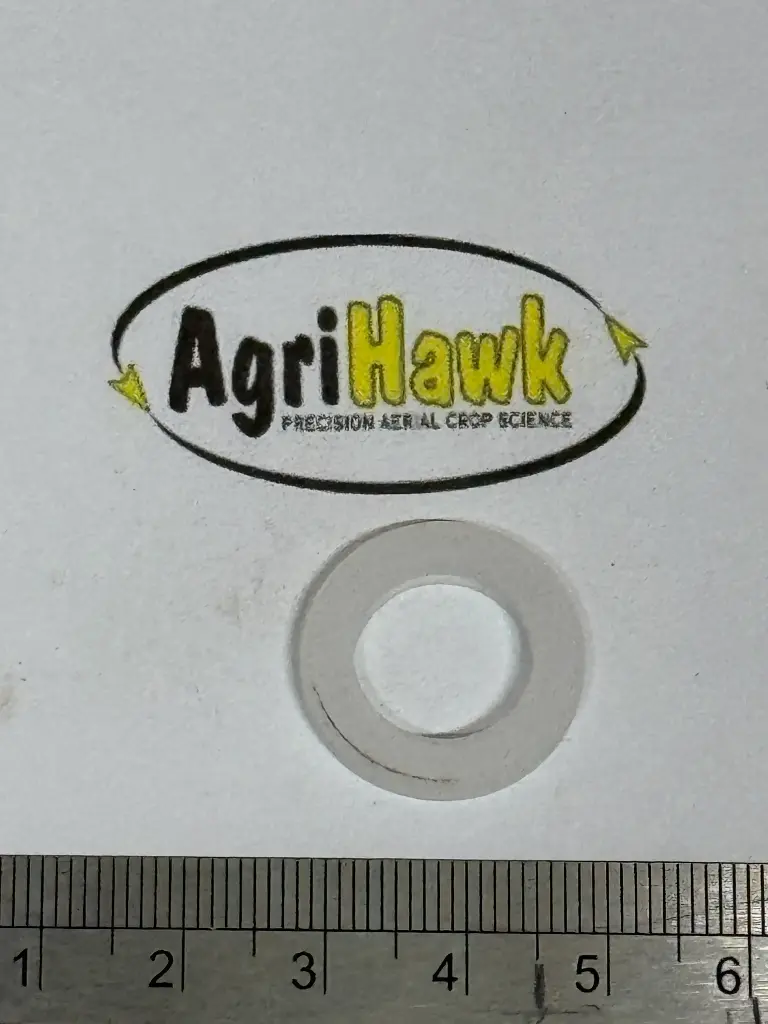 AgriHawk
PRECISION AERIAL CROP SCIENCE
1 2 3 4 5 6